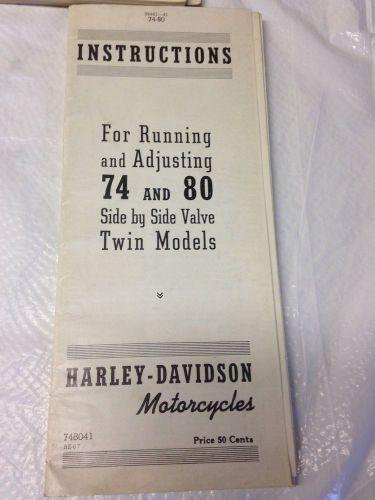 74-80
INSTRUCTIONS
For Running
and Adjusting
74 AND 80
Side by Side Valve
Twin Models
HARLEY-DAVIDSON
Motorcycles
748041
Price 50 Cents